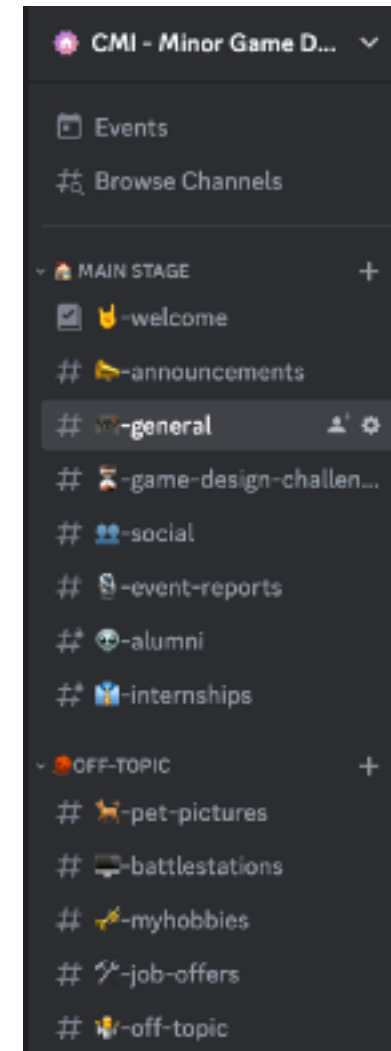 CMI - Minor Game D...
Events
Browse Channels
MAIN STAGE
-welcome
-announcements
-general
-game-design-challen...
-social
-event-reports
-alumni
-internships
OFF-TOPIC
-pet-pictures
-battlestations
-myhobbies
-job-offers
-off-topic